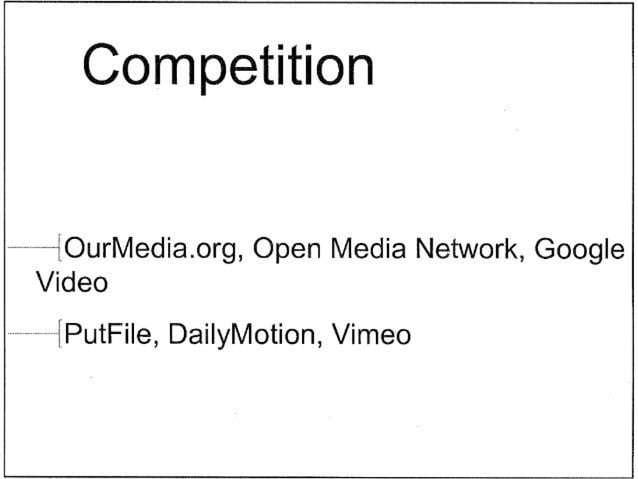 Competition
OurMedia.org, Open Media Network, Google
Video
PutFile, DailyMotion, Vimeo